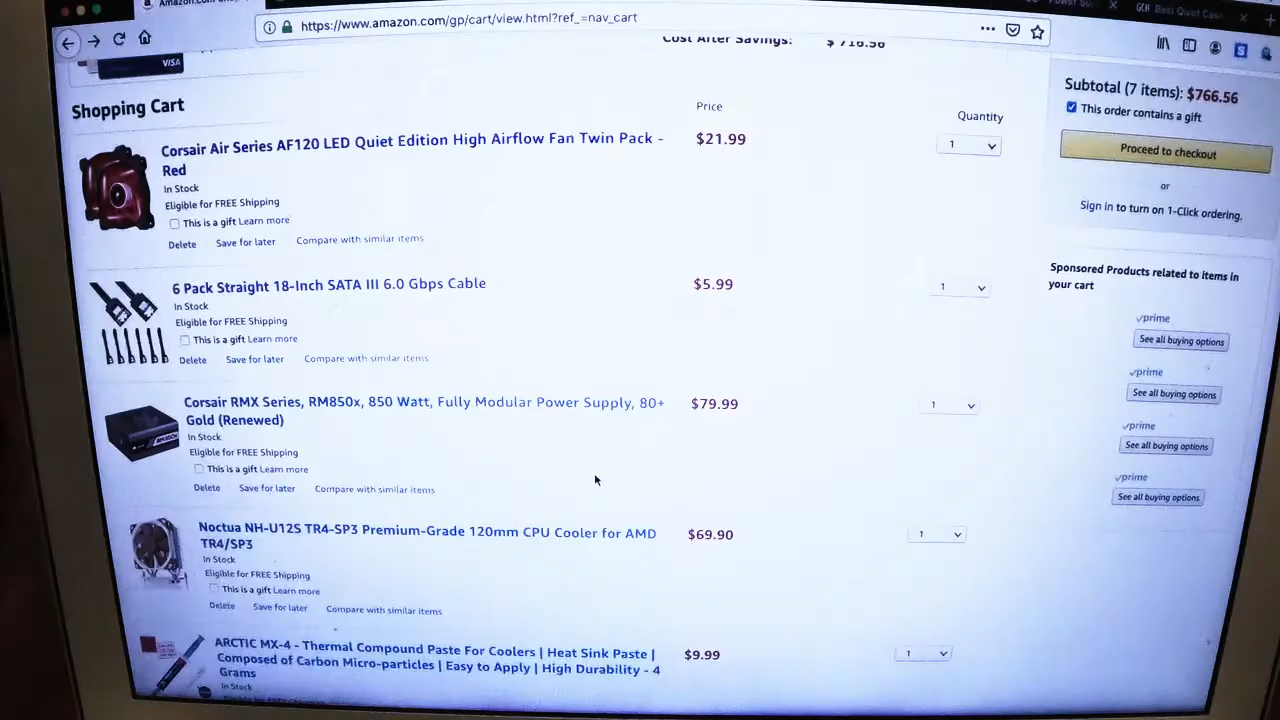 https://www.amazon.com/gp/cart/view.html?ref_=nav_cart
Cost After Savings: $ 716.56
VISA
Shopping Cart
Price
Quantity
Corsair Air Series AF120 LED Quiet Edition High Airflow Fan Twin Pack -
Red
$21.99
1
In Stock
Eligible for FREE Shipping
This is a gift Learn more
Delete Save for later Compare with similar items
6 Pack Straight 18-Inch SATA III 6.0 Gbps Cable
$5.99
1
In Stock
Eligible for FREE Shipping
This is a gift Learn more
Delete Save for later Compare with similar items
Corsair RMX Series, RM850x, 850 Watt, Fully Modular Power Supply, 80+
Gold (Renewed)
$79.99
1
In Stock
Eligible for FREE Shipping
This is a gift Learn more
Delete Save for later Compare with similar items
Noctua NH-U12S TR4-SP3 Premium-Grade 120mm CPU Cooler for AMD
TR4/SP3
$69.90
1
In Stock
Eligible for FREE Shipping
This is a gift Learn more
Delete Save for later Compare with similar items
ARCTIC MX-4 - Thermal Compound Paste For Coolers | Heat Sink Paste |
Composed of Carbon Micro-particles | Easy to Apply | High Durability - 4
Grams
$9.99
1
In Stock
Subtotal (7 items): $766.56
This order contains a gift
Proceed to checkout
or
Sign in to turn on 1-Click ordering.
Sponsored Products related to items in
your cart
prime
See all buying options
prime
See all buying options
prime
See all buying options
prime
See all buying options